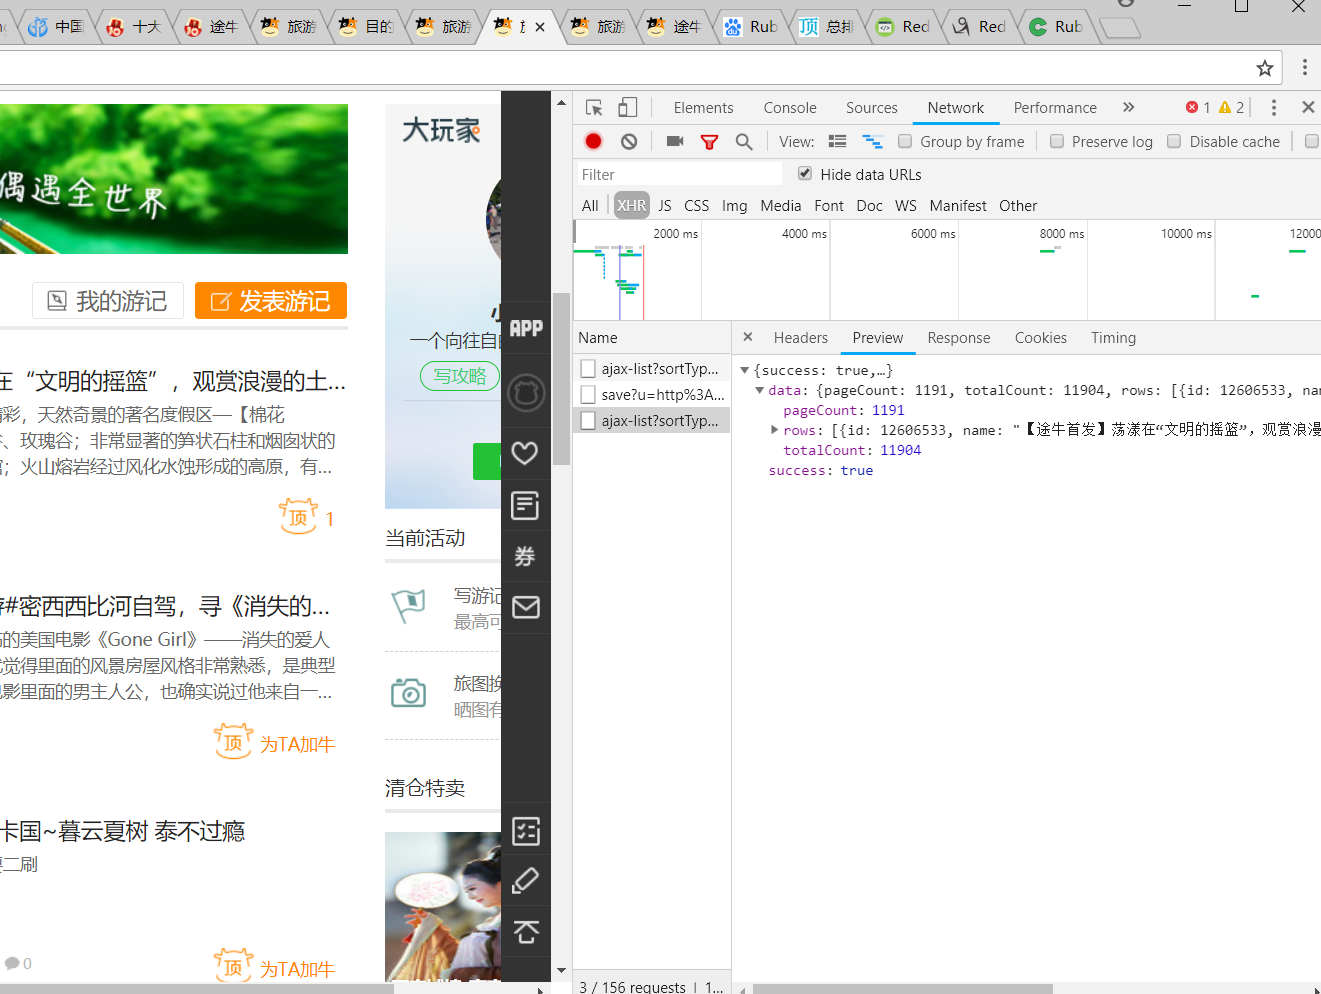 中国
十大
途牛
旅游
目的
旅游
旅游
途牛
Rub
总排
Red
Red
Rub
偶遇全世界
我的游记
发表游记
在“文明的摇篮”，观赏浪漫的土...
精彩，天然奇景的著名度假区—【棉花
、玫瑰谷；非常显著的笋状石柱和烟囱状的
；火山熔岩经过风化水蚀形成的高原，有...
顶 1
#密西西比河自驾，寻《消失的...
的美国电影《Gone Girl》——消失的爱人
觉得里面的风景房屋风格非常熟悉，是典型
影里面的男主人公，也确实说过他来自一...
顶 为TA加牛
卡国~暮云夏树 泰不过瘾
要二刷
0
顶 为TA加牛
大玩家
小
一个向往自由
写攻略
当前活动
写游记
最高可
旅图换
晒图有
清仓特卖
APP
券
Elements Console Sources Network Performance » 1 2
View: Group by frame Preserve log Disable cache
Filter Hide data URLs
All XHR JS CSS Img Media Font Doc WS Manifest Other
2000 ms 4000 ms 6000 ms 8000 ms 10000 ms 12000
Name
ajax-list?sortTyp...
save?u=http%3A...
ajax-list?sortTyp...
3 / 156 requests | 1...
Headers Preview Response Cookies Timing
{success: true,…}
data: {pageCount: 1191, totalCount: 11904, rows: [{id: 12606533, na
pageCount: 1191
rows: [{id: 12606533, name: "【途牛首发】荡漾在“文明的摇篮”，观赏浪漫
totalCount: 11904
success: true